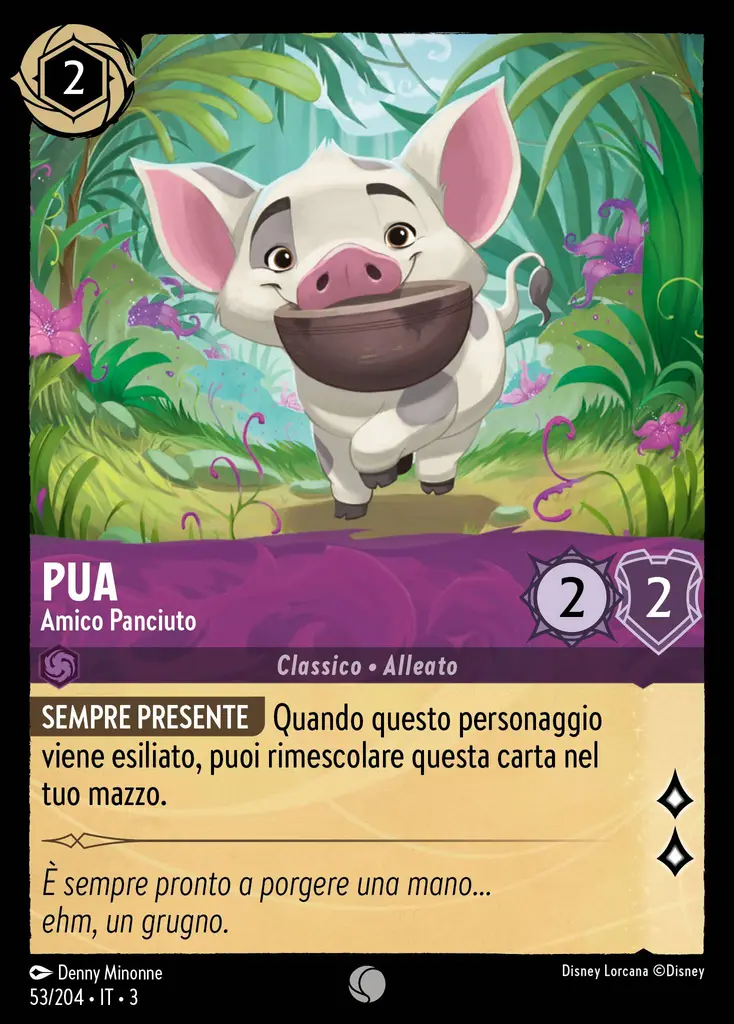 2
PUA
Amico Panciuto
2
2
Classico • Alleato
SEMPRE PRESENTE Quando questo personaggio
viene esiliato, puoi rimescolare questa carta nel
tuo mazzo.
È sempre pronto a porgere una mano...
ehm, un grugno.
Denny Minonne
Disney Lorcana ©Disney
53/204 • IT • 3